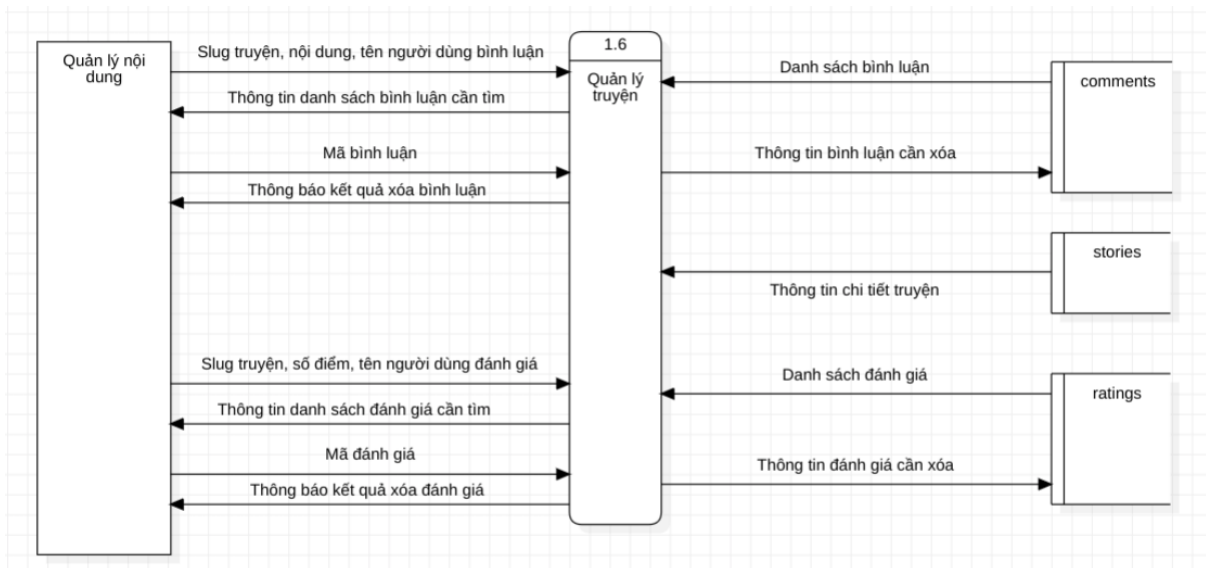 Quản lý nội
dung
Slug truyện, nội dung, tên người dùng bình luận
Thông tin danh sách bình luận cần tìm
Mã bình luận
Thông báo kết quả xóa bình luận
Slug truyện, số điểm, tên người dùng đánh giá
Thông tin danh sách đánh giá cần tìm
Mã đánh giá
Thông báo kết quả xóa đánh giá
1.6
Quản lý
truyện
Danh sách bình luận
Thông tin bình luận cần xóa
Thông tin chi tiết truyện
Danh sách đánh giá
Thông tin đánh giá cần xóa
comments
stories
ratings